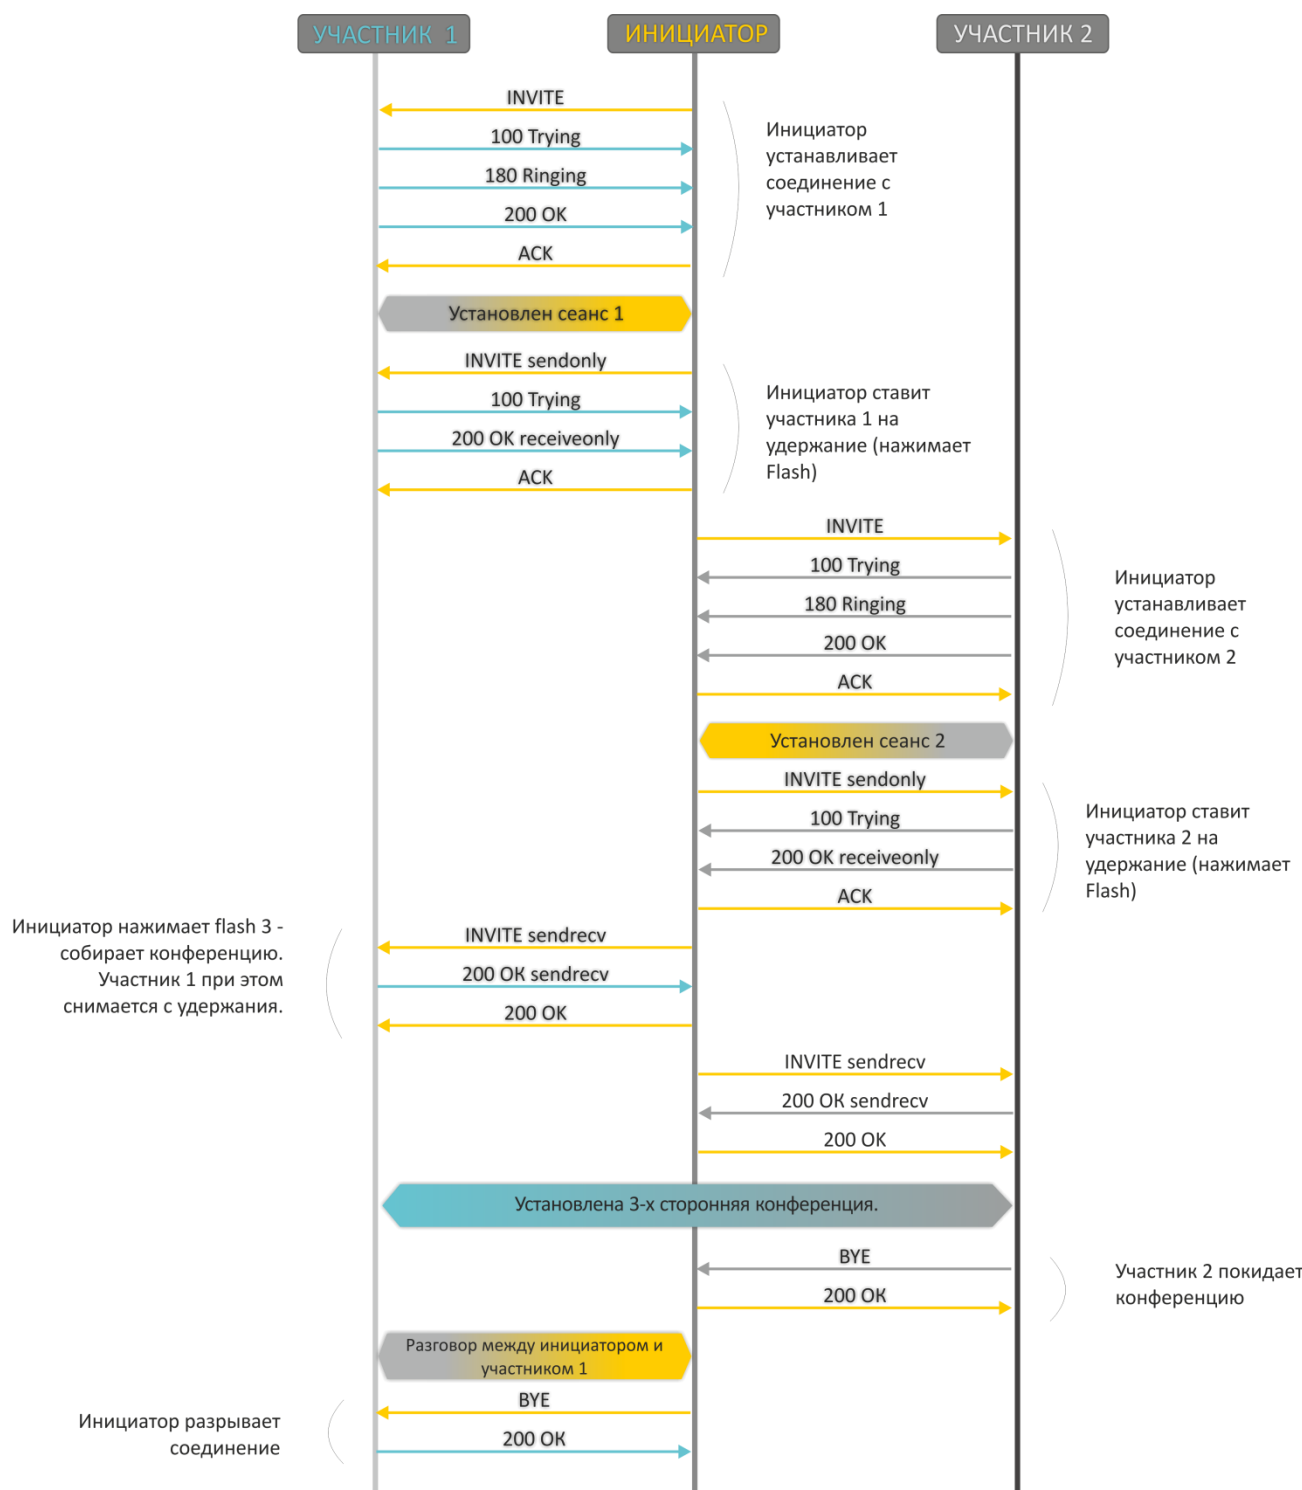 УЧАСТНИК 1
ИНИЦИАТОР
УЧАСТНИК 2
INVITE
100 Trying
180 Ringing
200 OK
ACK
Инициатор
устанавливает
соединение с
участником 1
Установлен сеанс 1
INVITE sendonly
100 Trying
200 OK receiveonly
ACK
Инициатор ставит
участника 1 на
удержание (нажимает
Flash)
INVITE
100 Trying
180 Ringing
200 OK
ACK
Инициатор
устанавливает
соединение с
участником 2
Установлен сеанс 2
INVITE sendonly
100 Trying
200 OK receiveonly
ACK
Инициатор ставит
участника 2 на
удержание (нажимает
Flash)
Инициатор нажимает flash 3 -
собирает конференцию.
Участник 1 при этом
снимается с удержания.
INVITE sendrecv
200 OK sendrecv
200 OK
INVITE sendrecv
200 OK sendrecv
200 OK
Установлена 3-х сторонняя конференция.
BYE
200 OK
Участник 2 покидает
конференцию
Разговор между инициатором и
участником 1
BYE
200 OK
Инициатор разрывает
соединение